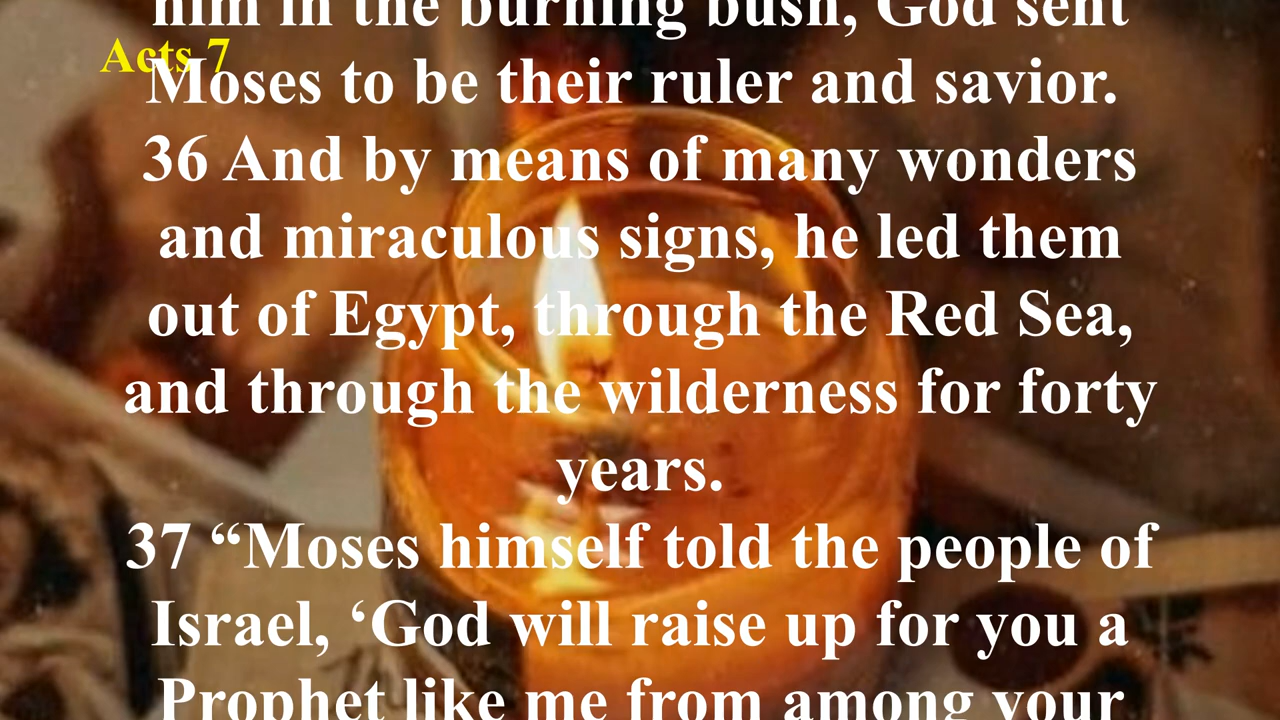 him in the burning bush, God sent
Acts 7
Moses to be their ruler and savior.
36 And by means of many wonders
and miraculous signs, he led them
out of Egypt, through the Red Sea,
and through the wilderness for forty
years.
37 “Moses himself told the people of
Israel, ‘God will raise up for you a
Prophet like me from among your